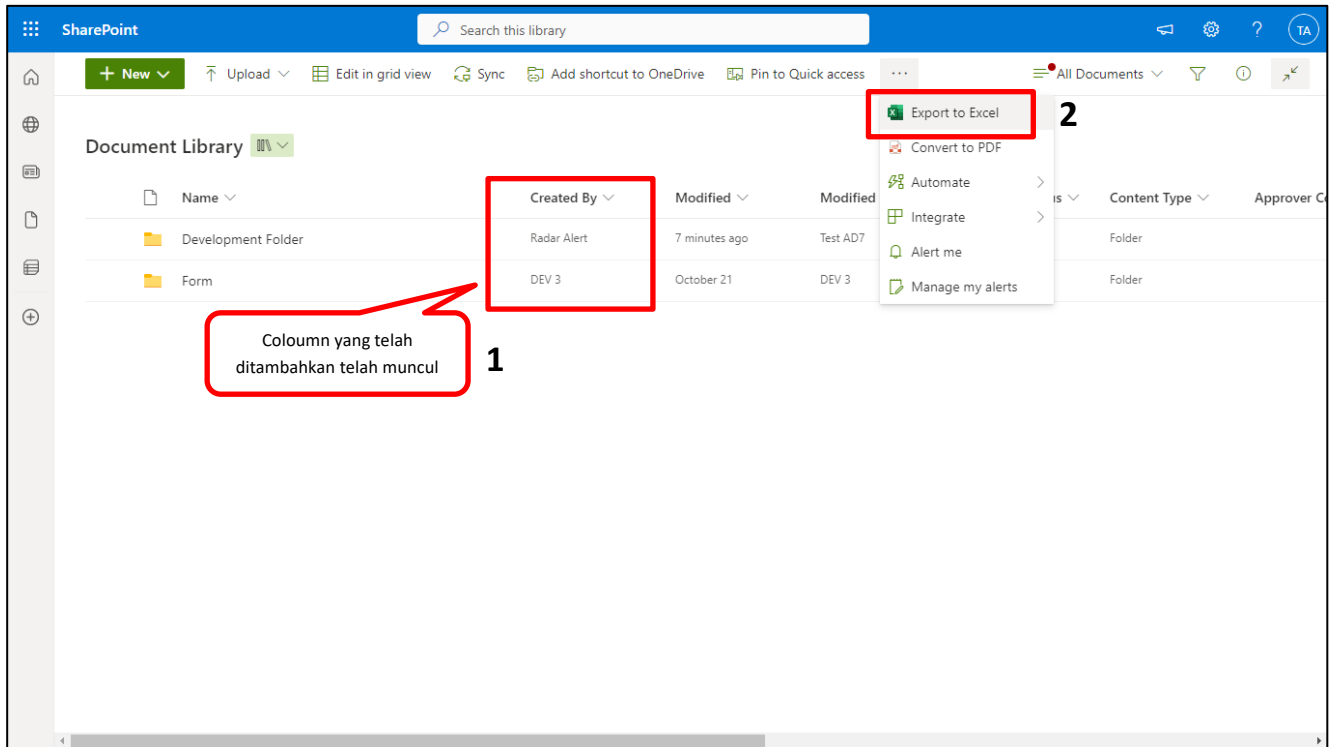 SharePoint
Search this library
?
TA
New
Upload
Edit in grid view
Sync
Add shortcut to OneDrive
Pin to Quick access
...
All Documents
Export to Excel
2
Convert to PDF
Automate
Integrate
Alert me
Manage my alerts
Document Library
Name
Created By
Modified
Modified
Content Type
Development Folder
Radar Alert
7 minutes ago
Test AD7
Folder
Form
DEV 3
October 21
DEV 3
Folder
Coloumn yang telah
ditambahkan telah muncul
1